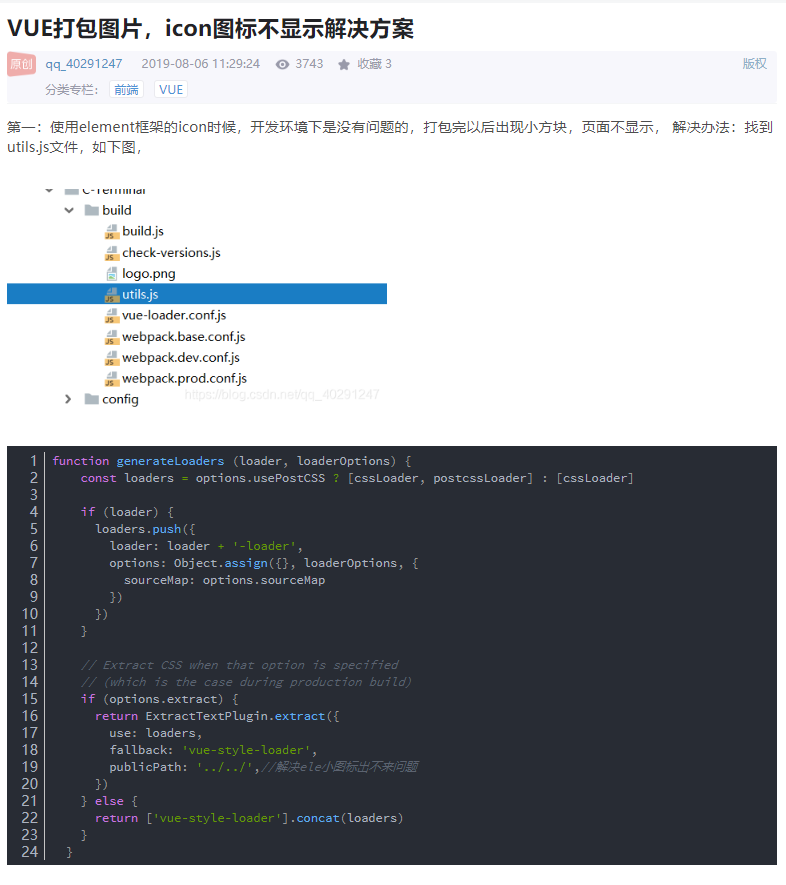 VUE打包图片，icon图标不显示解决方案
原创 qq_40291247 2019-08-06 11:29:24 3743 收藏 3 版权
分类专栏： 前端 VUE
第一：使用element框架的icon时候，开发环境下是没有问题的，打包完以后出现小方块，页面不显示， 解决办法：找到
utils.js文件，如下图，
C-Terminal
build
build.js
check-versions.js
logo.png
utils.js
vue-loader.conf.js
webpack.base.conf.js
webpack.dev.conf.js
webpack.prod.conf.js
config
https://blog.csdn.net/qq_40291247
1 function generateLoaders (loader, loaderOptions) {
2 const loaders = options.usePostCSS ? [cssLoader, postcssLoader] : [cssLoader]
3
4 if (loader) {
5 loaders.push({
6 loader: loader + '-loader',
7 options: Object.assign({}, loaderOptions, {
8 sourceMap: options.sourceMap
9 })
10 })
11 }
12
13 // Extract CSS when that option is specified
14 // (which is the case during production build)
15 if (options.extract) {
16 return ExtractTextPlugin.extract({
17 use: loaders,
18 fallback: 'vue-style-loader',
19 publicPath: '../../',//解决ele小图标出不来问题
20 })
21 } else {
22 return ['vue-style-loader'].concat(loaders)
23 }
24 }